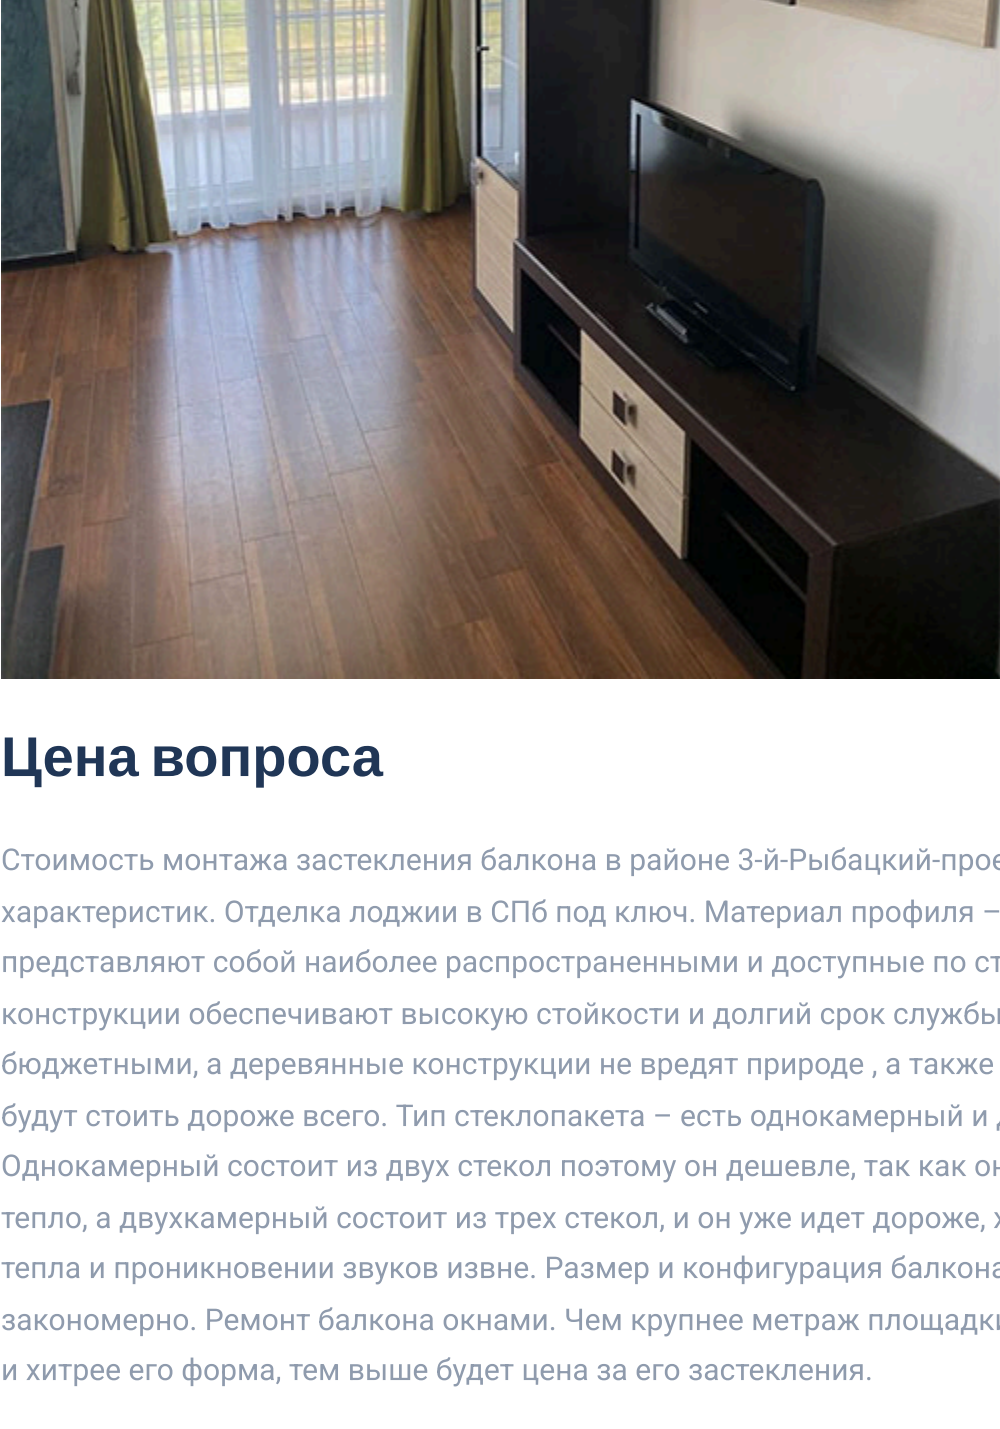 Цена вопроса
Стоимость монтажа застекления балкона в районе 3-й-Рыбацкий-прое
характеристик. Отделка лоджии в СПб под ключ. Материал профиля –
представляют собой наиболее распространенными и доступные по ст
конструкции обеспечивают высокую стойкости и долгий срок службы
бюджетными, а деревянные конструкции не вредят природе , а также
будут стоить дороже всего. Тип стеклопакета – есть однокамерный и
Однокамерный состоит из двух стекол поэтому он дешевле, так как он
тепло, а двухкамерный состоит из трех стекол, и он уже идет дороже,
тепла и проникновении звуков извне. Размер и конфигурация балкона
закономерно. Ремонт балкона окнами. Чем крупнее метраж площадки
и хитрее его форма, тем выше будет цена за его застекления.